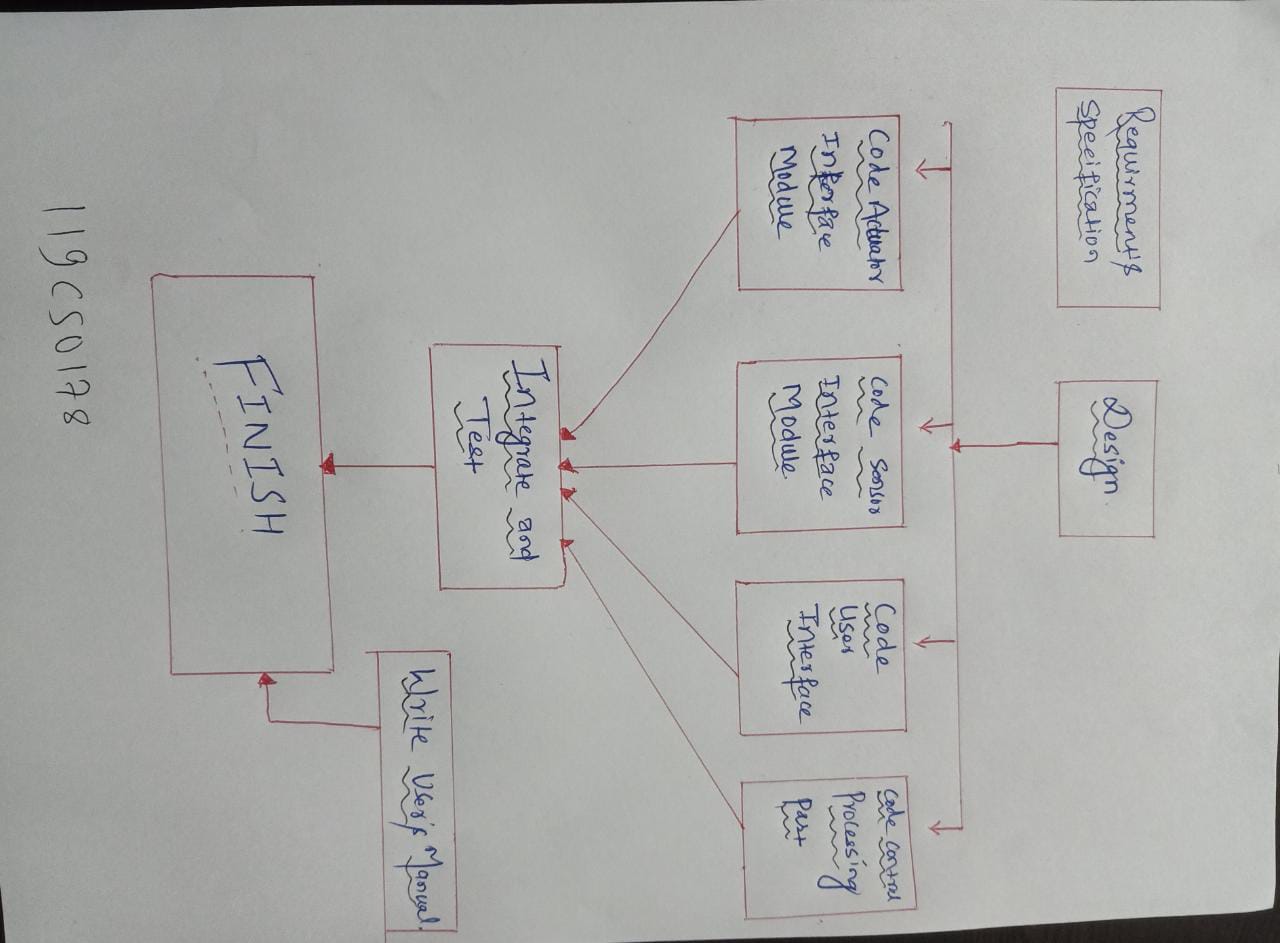 Requirment's
Specification
Design.
Code Actuator
Interface
Module
Code Sensor
Interface
Module.
Code
User
Interface
Code Control
Processing
Part
Integrate and
Test
Write User's Manual.
FINISH
119CS0178